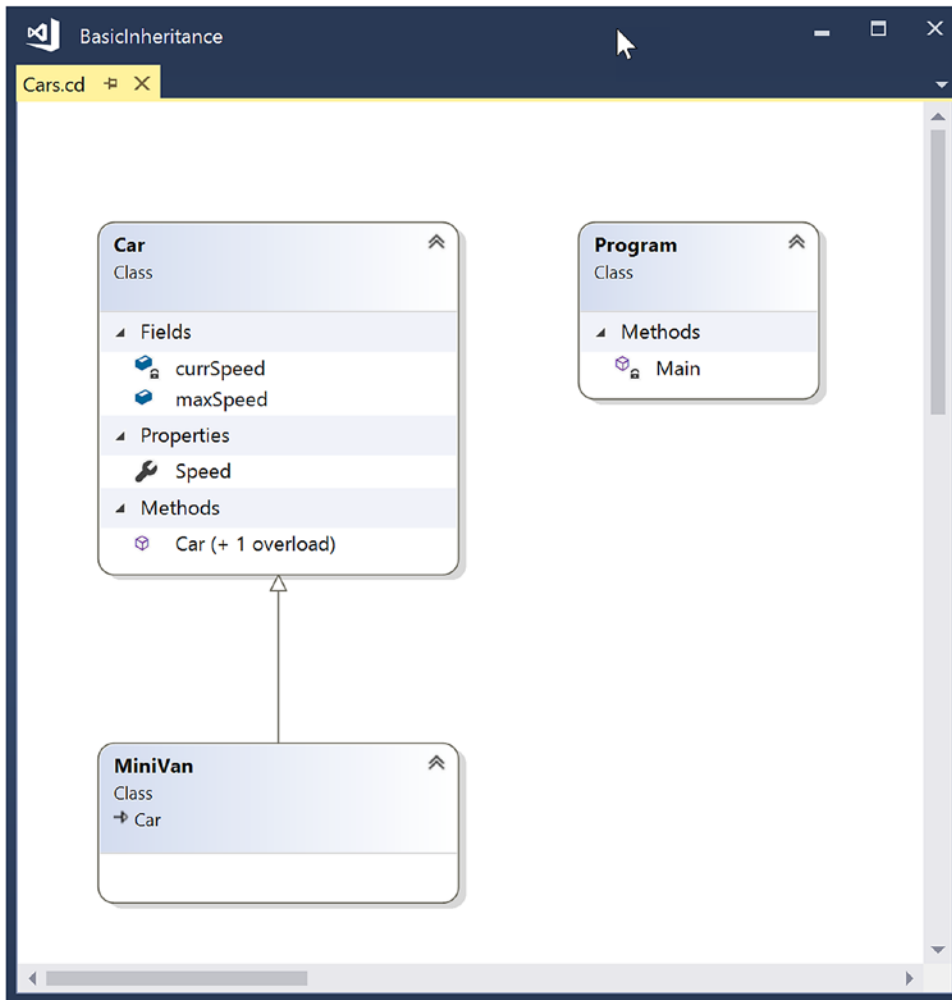 BasicInheritance
Cars.cd
Car
Class
Fields
currSpeed
maxSpeed
Properties
Speed
Methods
Car (+ 1 overload)
Program
Class
Methods
Main
MiniVan
Class
Car